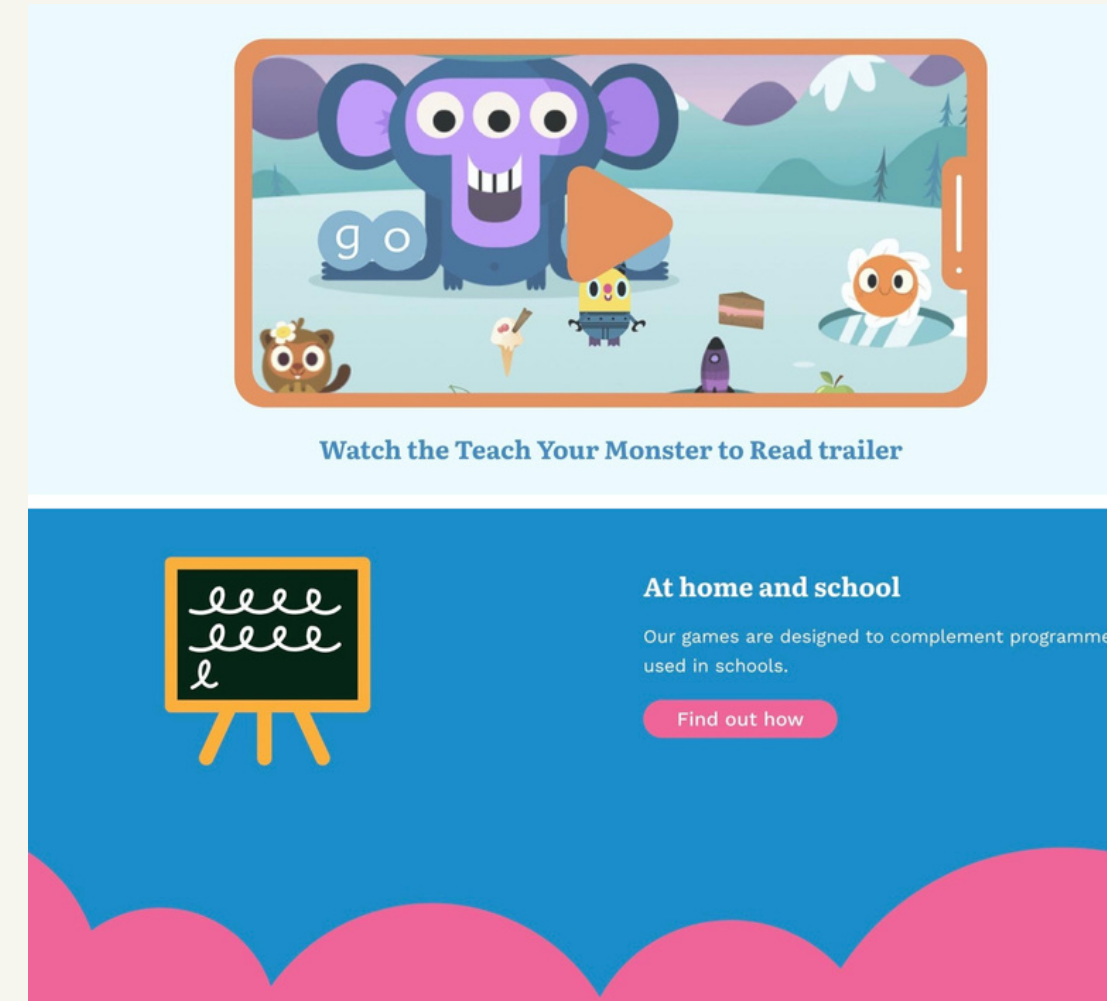 go
Watch the Teach Your Monster to Read trailer
At home and school
Our games are designed to complement programme
used in schools.
Find out how